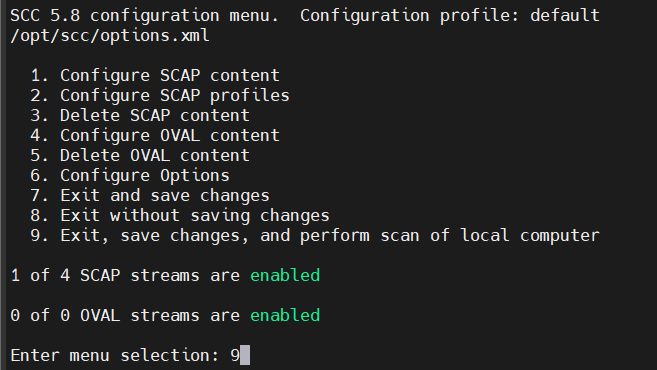 SCC 5.8 configuration menu.  Configuration profile: default
/opt/scc/options.xml
1. Configure SCAP content
2. Configure SCAP profiles
3. Delete SCAP content
4. Configure OVAL content
5. Delete OVAL content
6. Configure Options
7. Exit and save changes
8. Exit without saving changes
9. Exit, save changes, and perform scan of local computer
1 of 4 SCAP streams are enabled
0 of 0 OVAL streams are enabled
Enter menu selection: 9